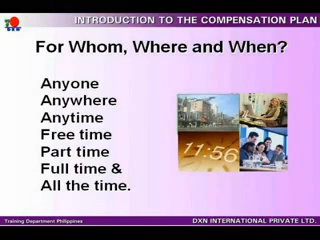 DXN
INTRODUCTION TO THE COMPENSATION PLAN
For Whom, Where and When?
Anyone
Anywhere
Anytime
Free time
Part time
Full time &
All the time.
11:56
Training Department Philippines
DXN INTERNATIONAL PRIVATE LTD.